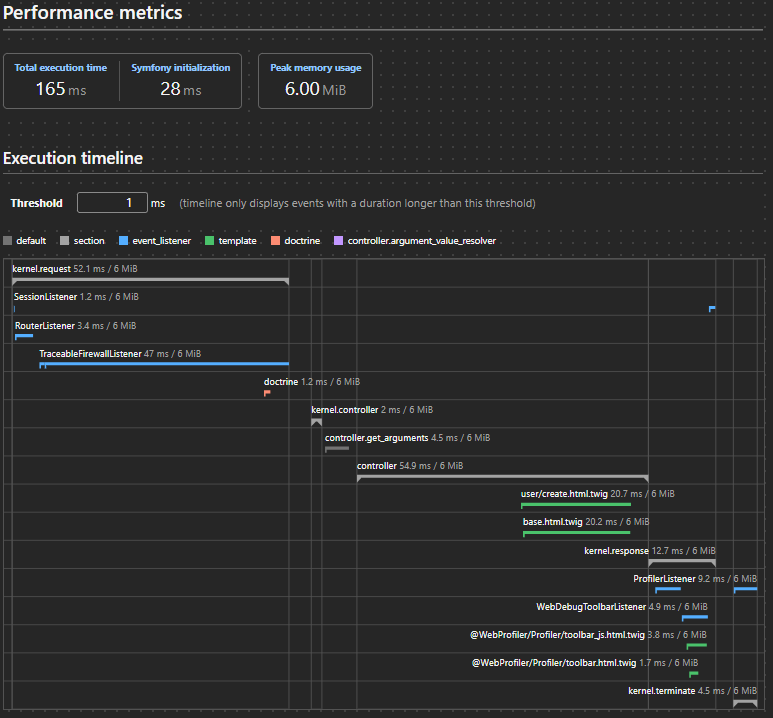 Performance metrics
Total execution time
Symfony initialization
Peak memory usage
165 ms
28 ms
6.00 MiB
Execution timeline
Threshold 1 ms (timeline only displays events with a duration longer than this threshold)
default section event_listener template doctrine controller.argument_value_resolver
kernel.request 52.1 ms / 6 MiB
SessionListener 1.2 ms / 6 MiB
RouterListener 3.4 ms / 6 MiB
TraceableFirewallListener 47 ms / 6 MiB
doctrine 1.2 ms / 6 MiB
kernel.controller 2 ms / 6 MiB
controller.get_arguments 4.5 ms / 6 MiB
controller 54.9 ms / 6 MiB
user/create.html.twig 20.7 ms / 6 MiB
base.html.twig 20.2 ms / 6 MiB
kernel.response 12.7 ms / 6 MiB
ProfilerListener 9.2 ms / 6 MiB
WebDebugToolbarListener 4.9 ms / 6 MiB
@WebProfiler/Profiler/toolbar_js.html.twig 3.8 ms / 6 MiB
@WebProfiler/Profiler/toolbar.html.twig 1.7 ms / 6 MiB
kernel.terminate 4.5 ms / 6 MiB